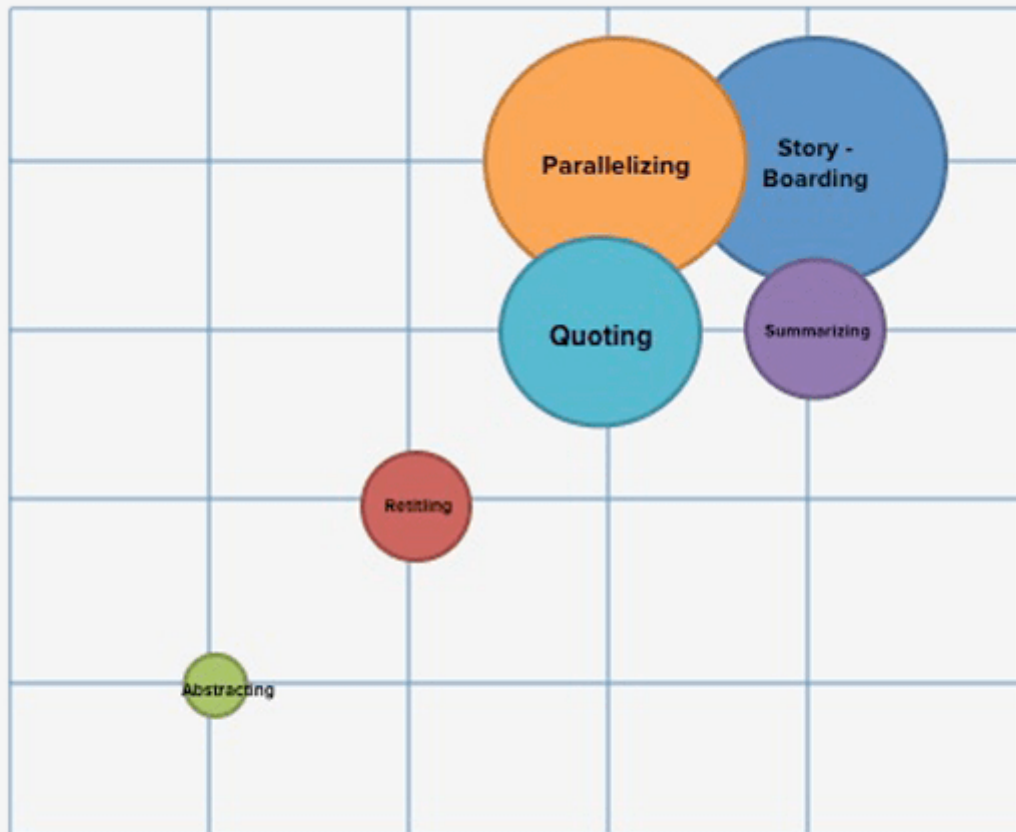 Parallelizing
Story -
Boarding
Quoting
Summarizing
Retitling
Abstracting